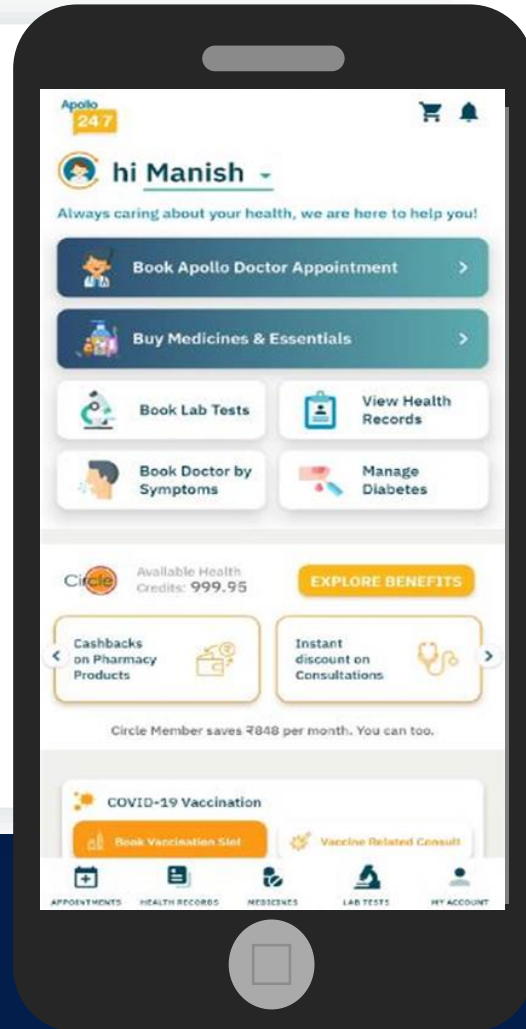 Apollo
24|7
hi Manish
Always caring about your health, we are here to help you!
Book Apollo Doctor Appointment
Buy Medicines & Essentials
Book Lab Tests
View Health
Records
Book Doctor by
Symptoms
Manage
Diabetes
Circle
Available Health
Credits: 999.95
EXPLORE BENEFITS
Cashbacks
on Pharmacy
Products
Instant
discount on
Consultations
Circle Member saves ₹848 per month. You can too.
COVID-19 Vaccination
Book Vaccination Slot
Vaccine Related Consult
APPOINTMENTS
HEALTH RECORDS
MEDICINES
LAB TESTS
MY ACCOUNT